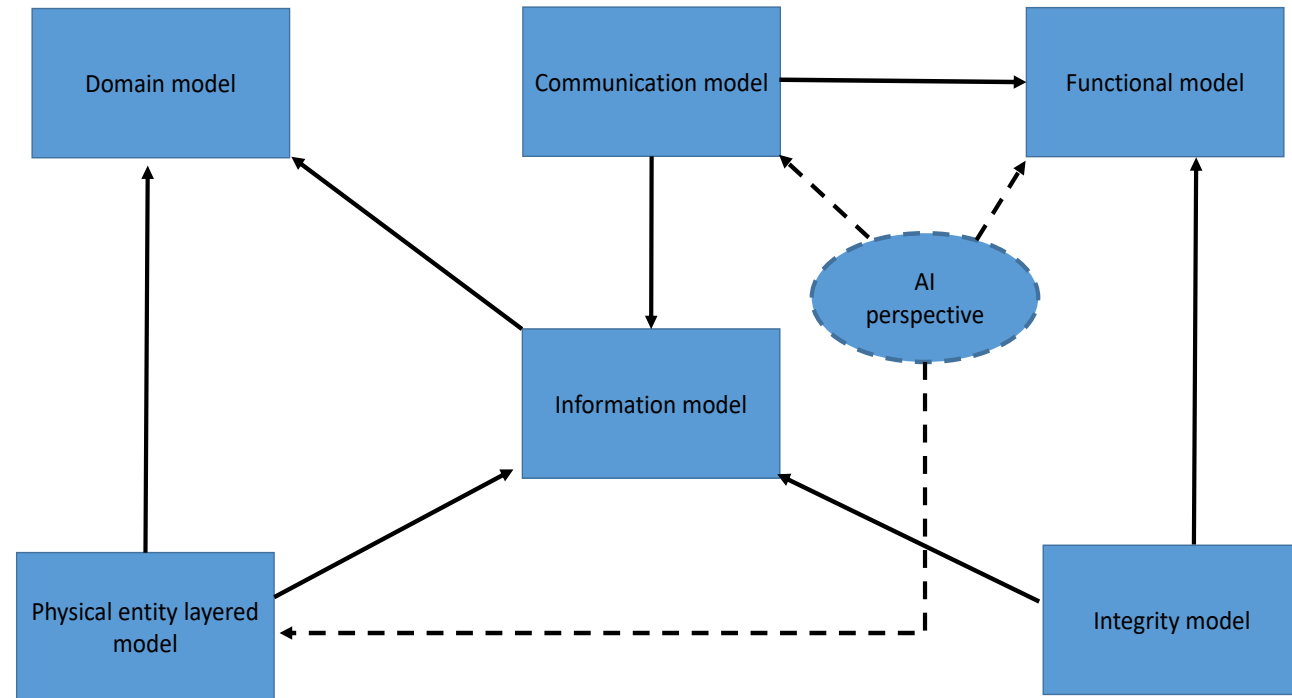 Domain model
Communication model
Functional model
AI
perspective
Information model
Physical entity layered
model
Integrity model